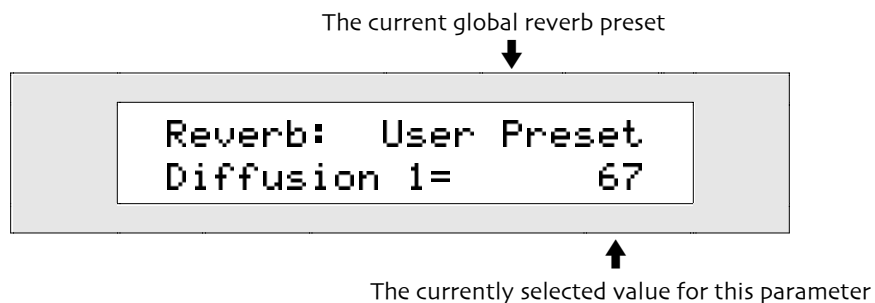 The current global reverb preset
Reverb: User Preset
Diffusion 1= 67
The currently selected value for this parameter